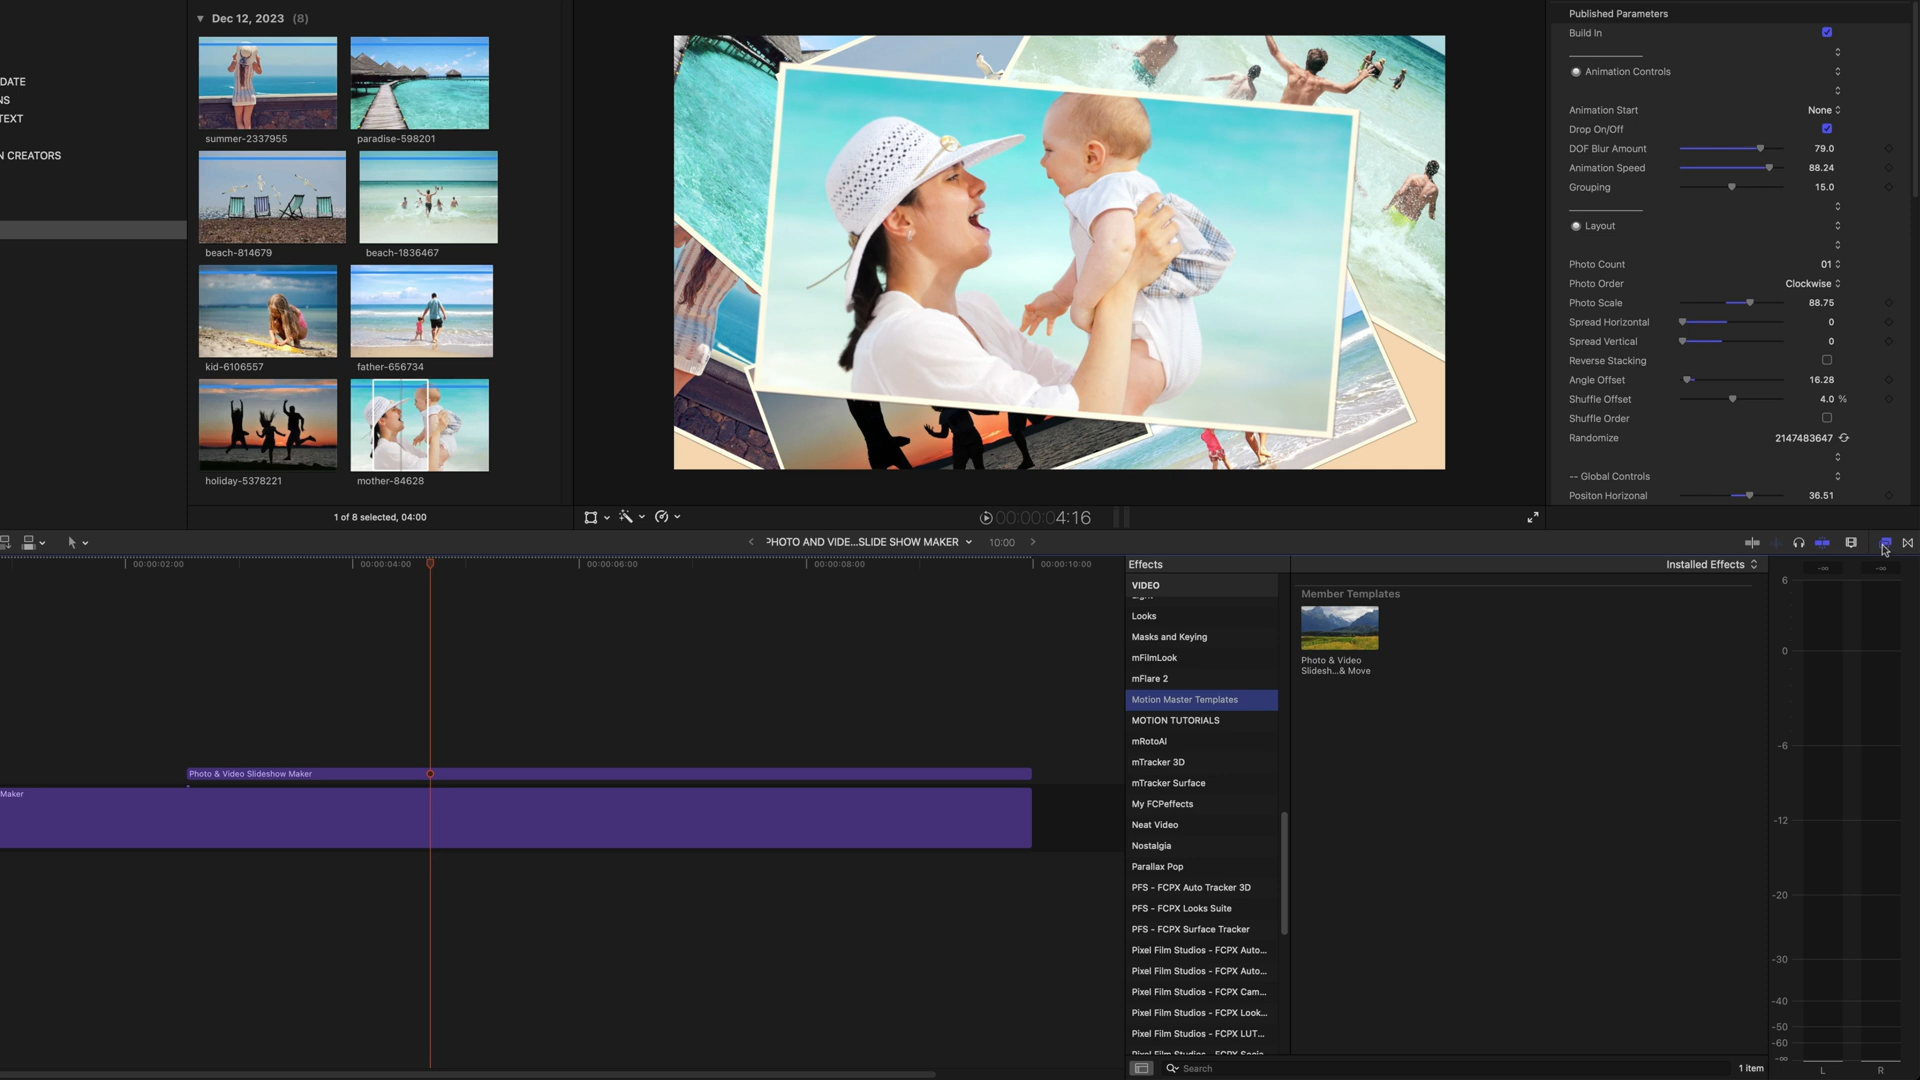 DATE
NS
TEXT
N CREATORS
Dec 12, 2023 (8)
summer-2337955
paradise-598201
beach-814679
beach-1836467
kid-6106557
father-656734
holiday-5378221
mother-84628
1 of 8 selected, 04:00
00:00:04:16
Published Parameters
Build In
Animation Controls
Animation Start None
Drop On/Off
DOF Blur Amount 79.0
Animation Speed 88.24
Grouping 15.0
Layout
Photo Count 01
Photo Order Clockwise
Photo Scale 88.75
Spread Horizontal 0
Spread Vertical 0
Reverse Stacking
Angle Offset 16.28
Shuffle Offset 4.0 %
Shuffle Order
Randomize 2147483647
-- Global Controls
Positon Horizonal 36.51
PHOTO AND VIDE...SLIDE SHOW MAKER 10:00
00:00:02:00
00:00:04:00
00:00:06:00
00:00:08:00
00:00:10:00
Photo & Video Slideshow Maker
Maker
Effects
Installed Effects
VIDEO
Looks
Masks and Keying
mFilmLook
mFlare 2
Motion Master Templates
MOTION TUTORIALS
mRotoAI
mTracker 3D
mTracker Surface
My FCPeffects
Neat Video
Nostalgia
Parallax Pop
PFS - FCPX Auto Tracker 3D
PFS - FCPX Looks Suite
PFS - FCPX Surface Tracker
Pixel Film Studios - FCPX Auto...
Pixel Film Studios - FCPX Auto...
Pixel Film Studios - FCPX Cam...
Pixel Film Studios - FCPX Look...
Pixel Film Studios - FCPX LUT...
Member Templates
Photo & Video
Slidesh...& Move
Search
1 item
-∞ -∞
6
0
-6
-12
-20
-30
-40
-50
-60
-∞
L R